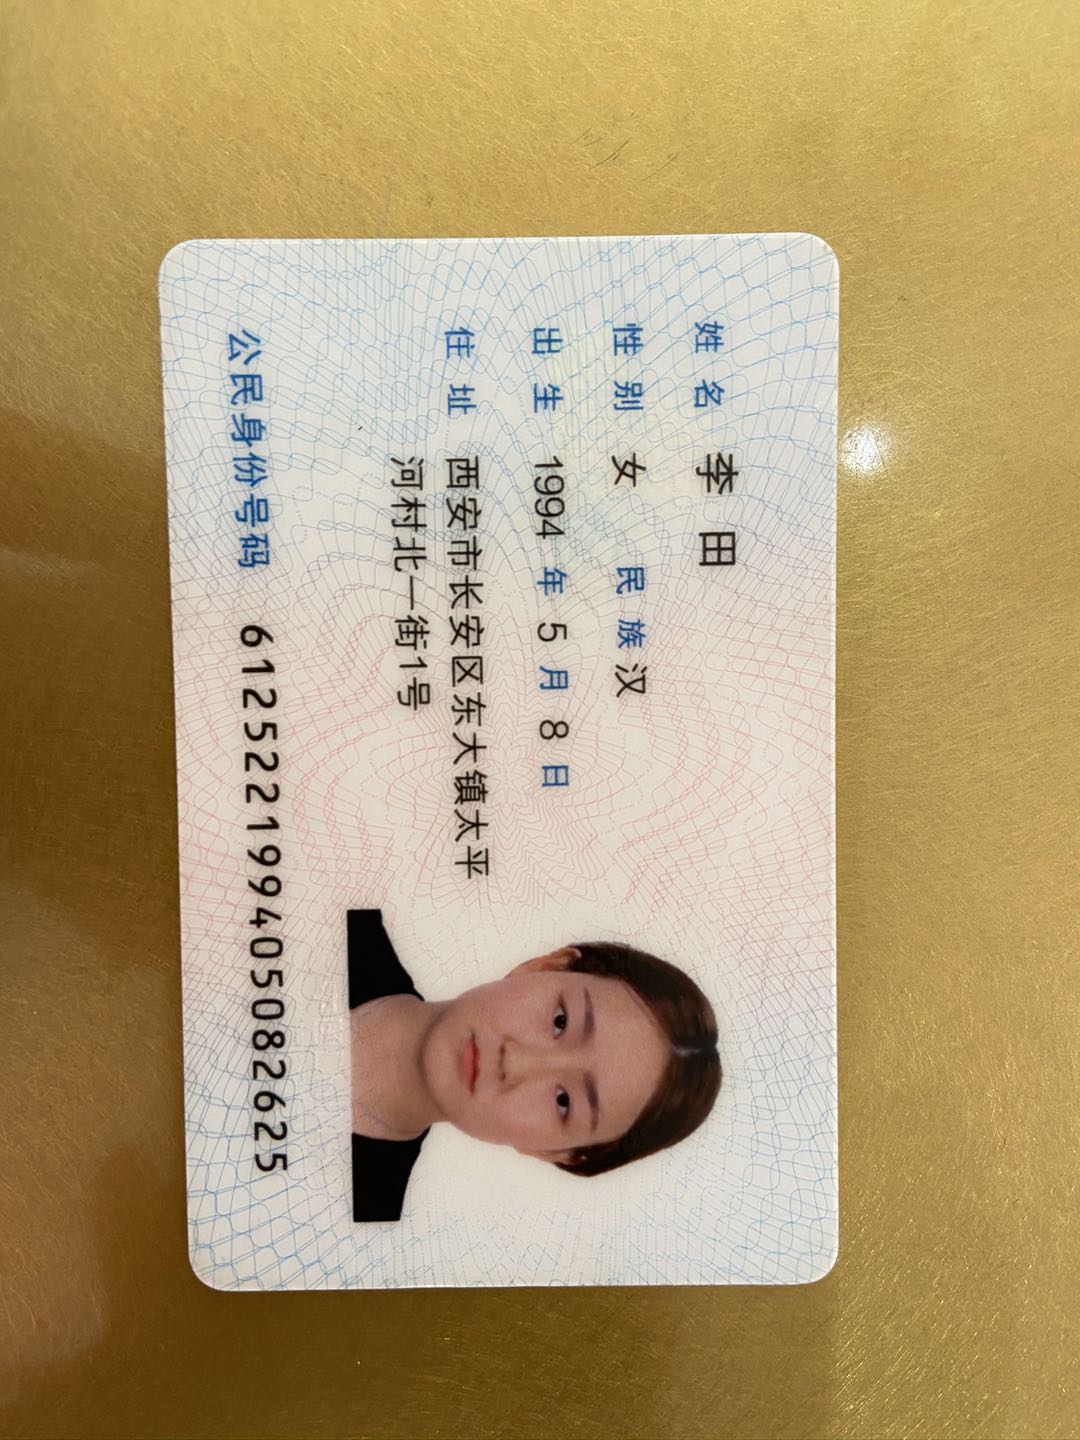 姓名 李田
性别 女 民族 汉
出生 1994 年 5 月 8 日
住址 西安市长安区东大镇太平
河村北一街1号
公民身份号码 612522199405082625